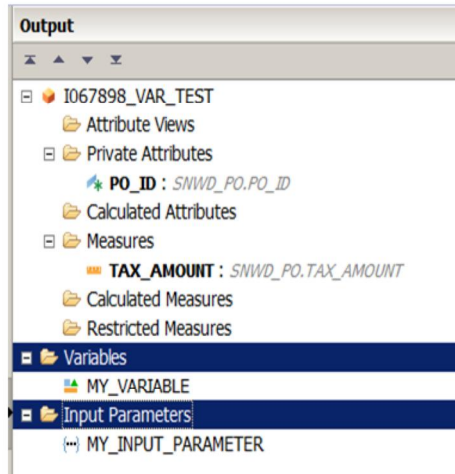 Output
I067898_VAR_TEST
Attribute Views
Private Attributes
PO_ID : SNWD_PO.PO_ID
Calculated Attributes
Measures
TAX_AMOUNT : SNWD_PO.TAX_AMOUNT
Calculated Measures
Restricted Measures
Variables
MY_VARIABLE
Input Parameters
MY_INPUT_PARAMETER